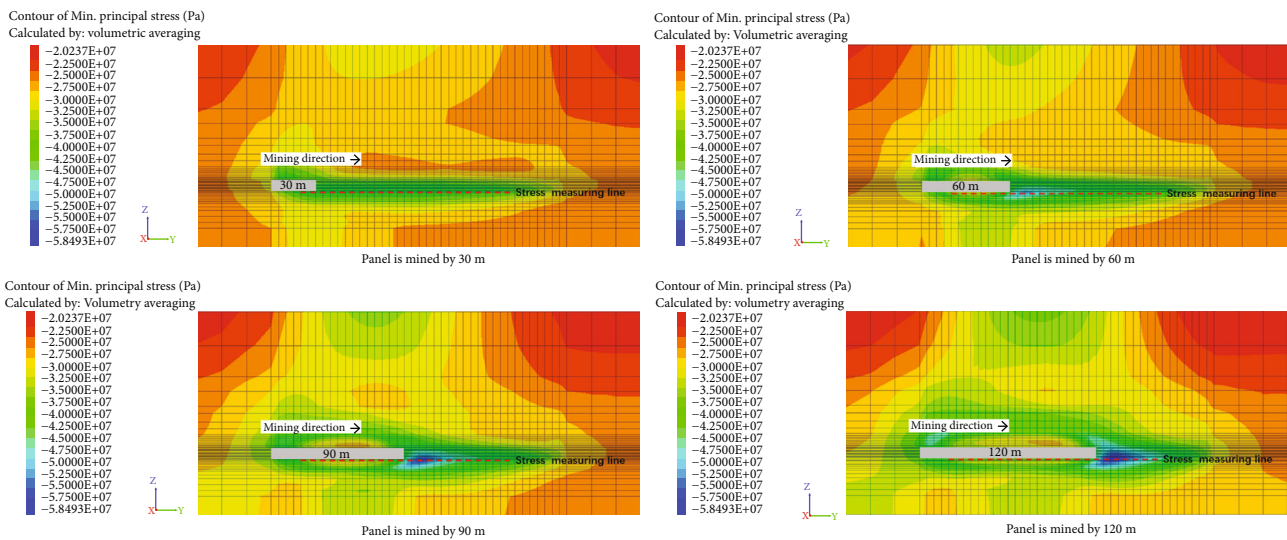 Contour of Min. principal stress (Pa)
Calculated by: volumetric averaging
−2.0237E+07
−2.2500E+07
−2.5000E+07
−2.7500E+07
−3.0000E+07
−3.2500E+07
−3.5000E+07
−3.7500E+07
−4.0000E+07
−4.2500E+07
−4.5000E+07
−4.7500E+07
−5.0000E+07
−5.2500E+07
−5.5000E+07
−5.7500E+07
−5.8493E+07
Z
X
Y
Mining direction →
30 m
Stress measuring line
Panel is mined by 30 m
Contour of Min. principal stress (Pa)
Calculated by: Volumetric averaging
−2.0237E+07
−2.2500E+07
−2.5000E+07
−2.7500E+07
−3.0000E+07
−3.2500E+07
−3.5000E+07
−3.7500E+07
−4.0000E+07
−4.2500E+07
−4.5000E+07
−4.7500E+07
−5.0000E+07
−5.2500E+07
−5.5000E+07
−5.7500E+07
−5.8493E+07
Z
X
Y
Mining direction →
60 m
Stress measuring line
Panel is mined by 60 m
Contour of Min. principal stress (Pa)
Calculated by: Volumetry averaging
−2.0237E+07
−2.2500E+07
−2.5000E+07
−2.7500E+07
−3.0000E+07
−3.2500E+07
−3.5000E+07
−3.7500E+07
−4.0000E+07
−4.2500E+07
−4.5000E+07
−4.7500E+07
−5.0000E+07
−5.2500E+07
−5.5000E+07
−5.7500E+07
−5.8493E+07
Z
X
Y
Mining direction →
90 m
Stress measuring line
Panel is mined by 90 m
Contour of Min. principal stress (Pa)
Calculated by: volumetry averaging
−2.0237E+07
−2.2500E+07
−2.5000E+07
−2.7500E+07
−3.0000E+07
−3.2500E+07
−3.5000E+07
−3.7500E+07
−4.0000E+07
−4.2500E+07
−4.5000E+07
−4.7500E+07
−5.0000E+07
−5.2500E+07
−5.5000E+07
−5.7500E+07
−5.8493E+07
Z
X
Y
Mining direction →
120 m
Stress measuring line
Panel is mined by 120 m